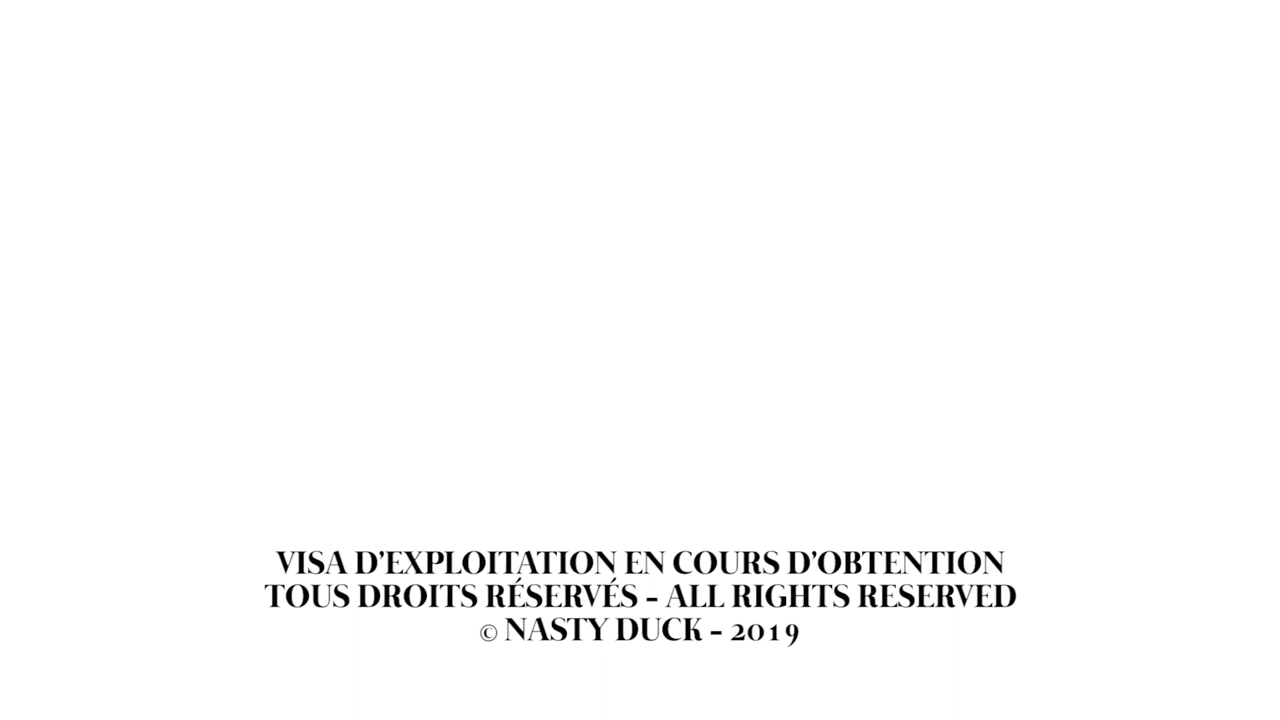 VISA D’EXPLOITATION EN COURS D’OBTENTION
TOUS DROITS RÉSERVÉS - ALL RIGHTS RESERVED
© NASTY DUCK - 2019